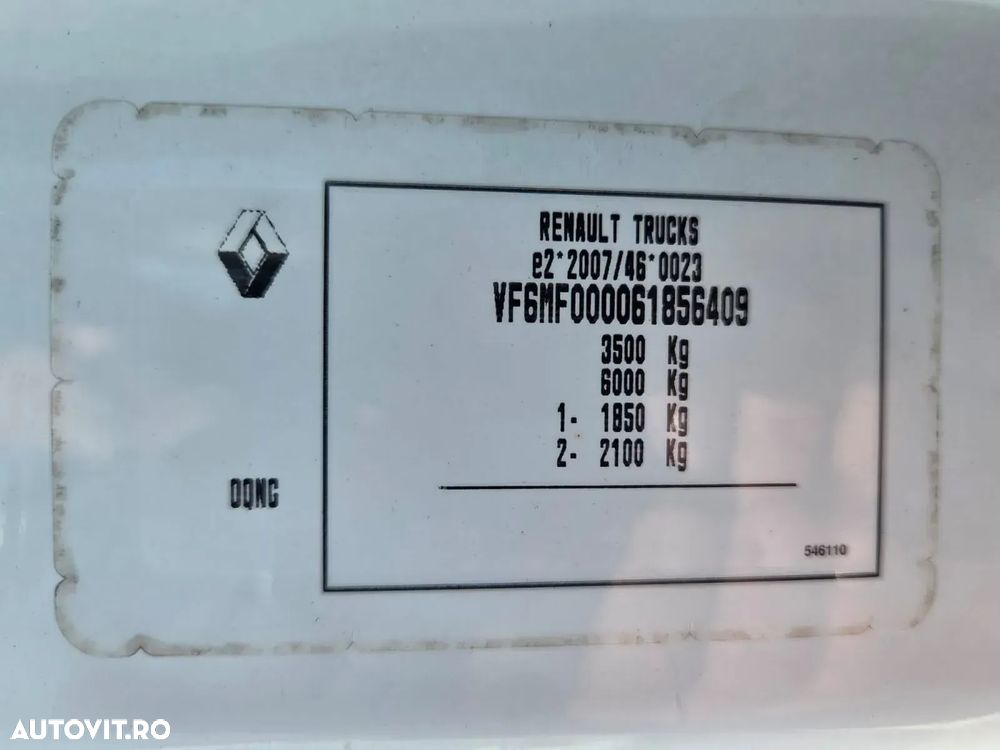 RENAULT TRUCKS
e2*2007/46*0023
VF6MF000061856409
3500 Kg
6000 Kg
1- 1850 Kg
2- 2100 Kg
DQNG
546110
AUTOVIT.RO